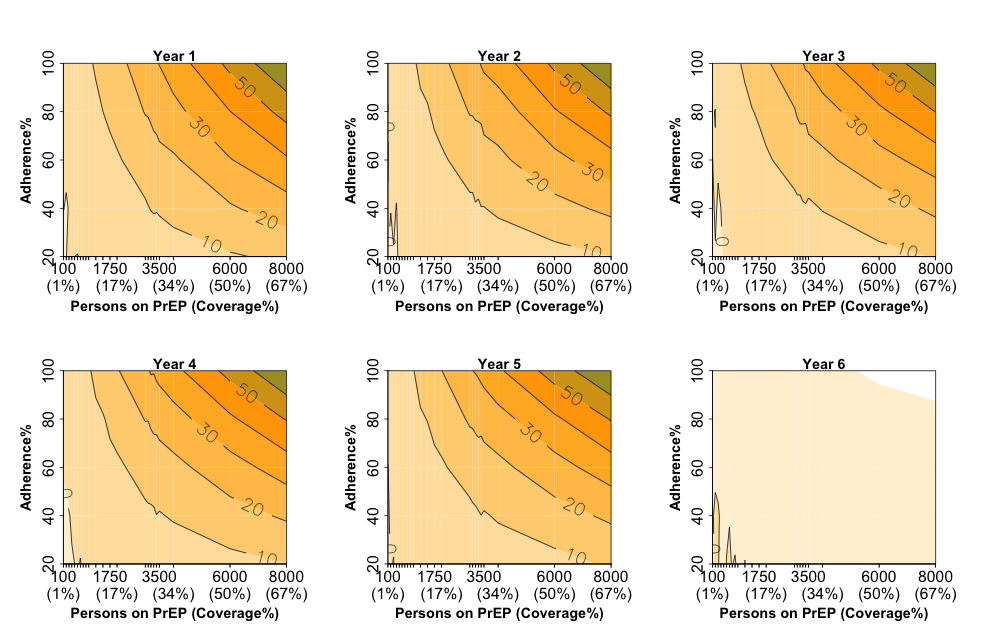 Year 1 Year 2 Year 3
Adherence% 20 40 60 80 100 50 30 20 10
Adherence% 20 40 60 80 100 0 0 50 30 20 10
Adherence% 20 40 60 80 100 0 50 30 20 10
100 1750 3500 6000 8000 100 1750 3500 6000 8000 100 1750 3500 6000 8000
(1%) (17%) (34%) (50%) (67%) (1%) (17%) (34%) (50%) (67%) (1%) (17%) (34%) (50%) (67%)
Persons on PrEP (Coverage%) Persons on PrEP (Coverage%) Persons on PrEP (Coverage%)
Year 4 Year 5 Year 6
Adherence% 20 40 60 80 100 0 50 30 20 10
Adherence% 20 40 60 80 100 0 50 30 20 10
Adherence% 20 40 60 80 100 0
100 1750 3500 6000 8000 100 1750 3500 6000 8000 100 1750 3500 6000 8000
(1%) (17%) (34%) (50%) (67%) (1%) (17%) (34%) (50%) (67%) (1%) (17%) (34%) (50%) (67%)
Persons on PrEP (Coverage%) Persons on PrEP (Coverage%) Persons on PrEP (Coverage%)